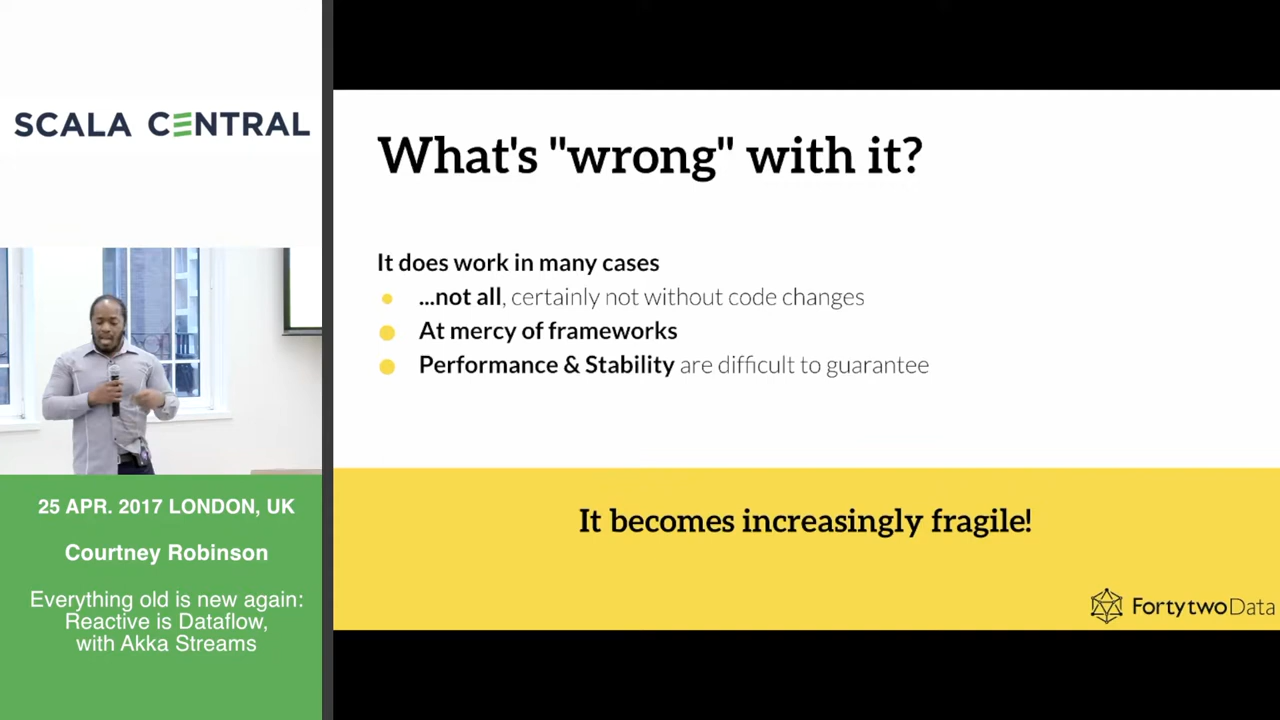 SCALA CENTRAL
25 APR. 2017 LONDON, UK
Courtney Robinson
Everything old is new again:
Reactive is Dataflow,
with Akka Streams
What's "wrong" with it?
It does work in many cases
...not all, certainly not without code changes
At mercy of frameworks
Performance & Stability are difficult to guarantee
It becomes increasingly fragile!
FortytwoData